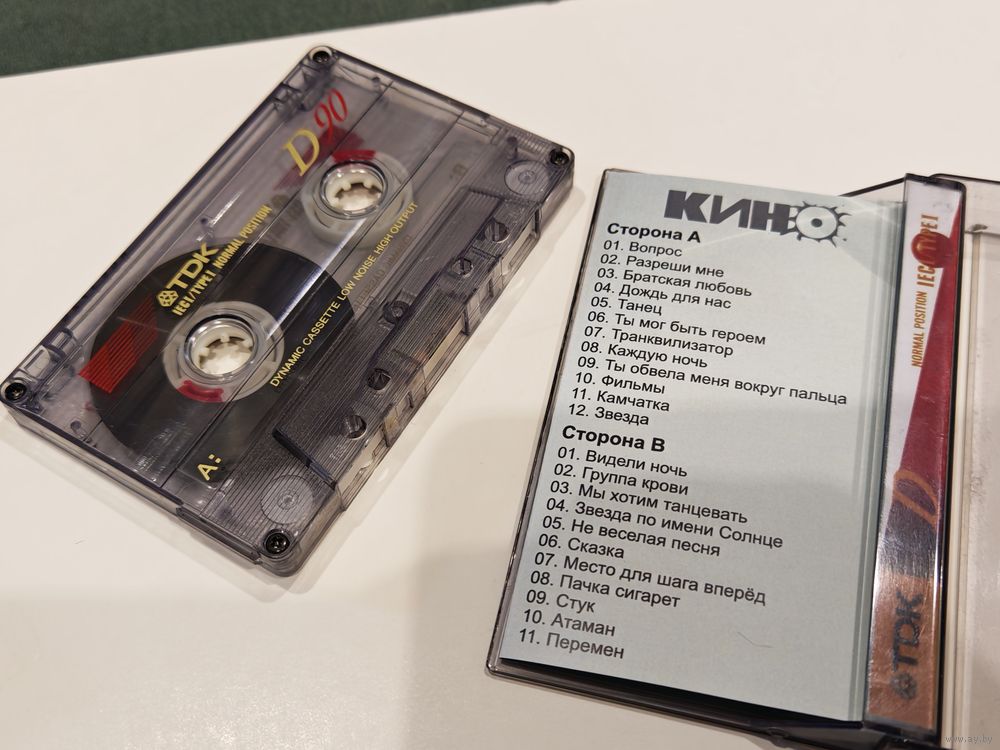 D90
TDK
IEC I/TYPE I NORMAL POSITION
DYNAMIC CASSETTE LOW NOISE HIGH OUTPUT
A:
КИНО
Сторона А
01. Вопрос
02. Разреши мне
03. Братская любовь
04. Дождь для нас
05. Танец
06. Ты мог быть героем
07. Транквилизатор
08. Каждую ночь
09. Ты обвела меня вокруг пальца
10. Фильмы
11. Камчатка
12. Звезда
Сторона В
01. Видели ночь
02. Группа крови
03. Мы хотим танцевать
04. Звезда по имени Солнце
05. Не веселая песня
06. Сказка
07. Место для шага вперёд
08. Пачка сигарет
09. Стук
10. Атаман
11. Перемен
TDK
D
NORMAL POSITION IEC I/TYPE I
www.ay.by